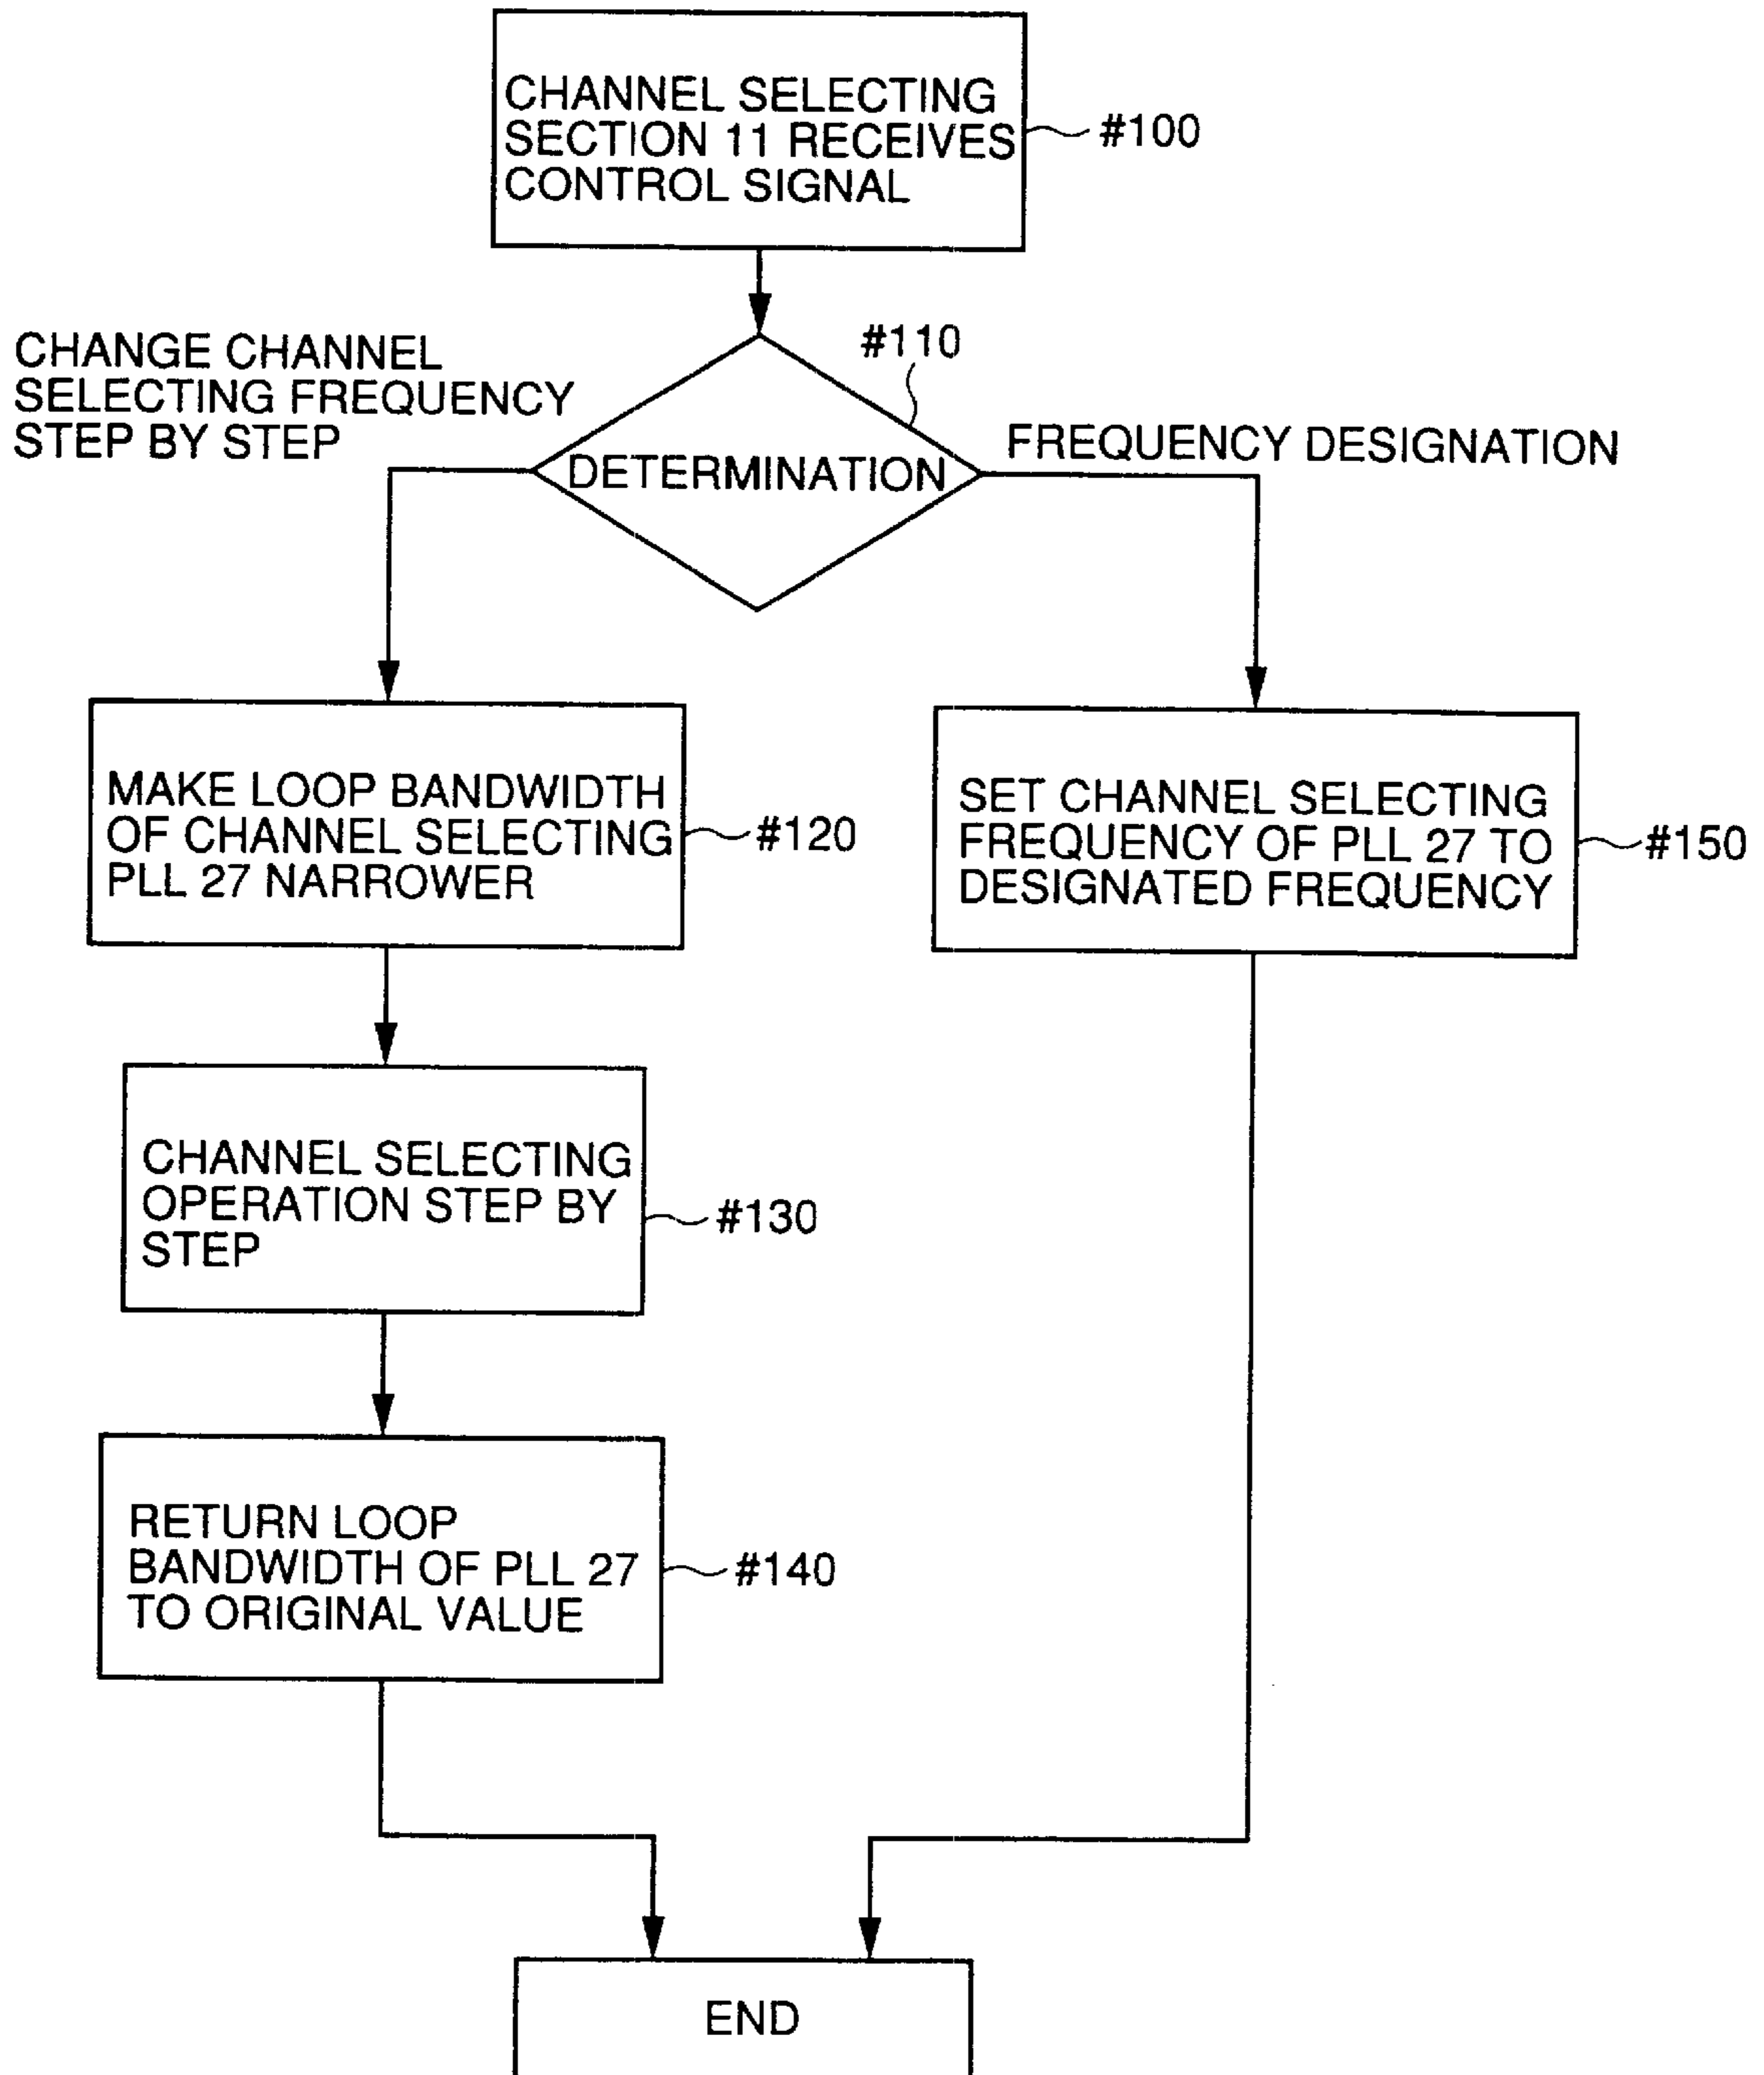 CHANNEL SELECTING
SECTION 11 RECEIVES
CONTROL SIGNAL
#100
CHANGE CHANNEL
SELECTING FREQUENCY
STEP BY STEP
#110
DETERMINATION
FREQUENCY DESIGNATION
MAKE LOOP BANDWIDTH
OF CHANNEL SELECTING
PLL 27 NARROWER
#120
SET CHANNEL SELECTING
FREQUENCY OF PLL 27 TO
DESIGNATED FREQUENCY
#150
CHANNEL SELECTING
OPERATION STEP BY
STEP
#130
RETURN LOOP
BANDWIDTH OF PLL 27
TO ORIGINAL VALUE
#140
END